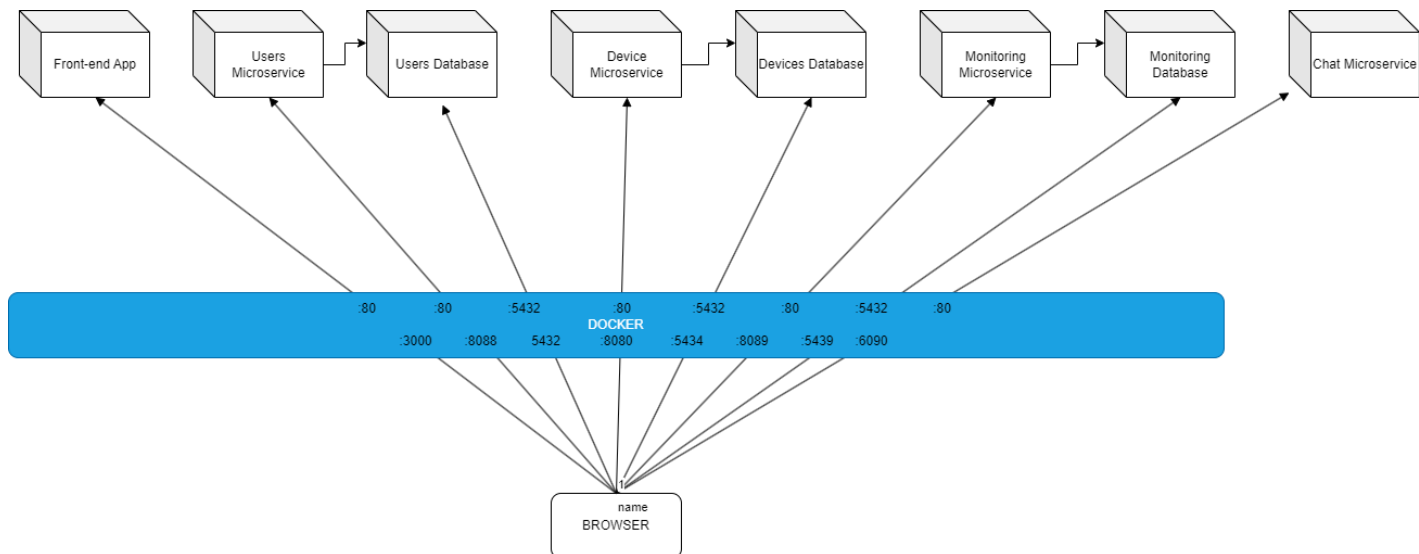 Front-end App
Users
Microservice
Users Database
Device
Microservice
Devices Database
Monitoring
Microservice
Monitoring
Database
Chat Microservice
:80 :80 :5432 :80 :5432 :80 :5432 :80
DOCKER
:3000 :8088 5432 :8080 :5434 :8089 :5439 :6090
1
name
BROWSER